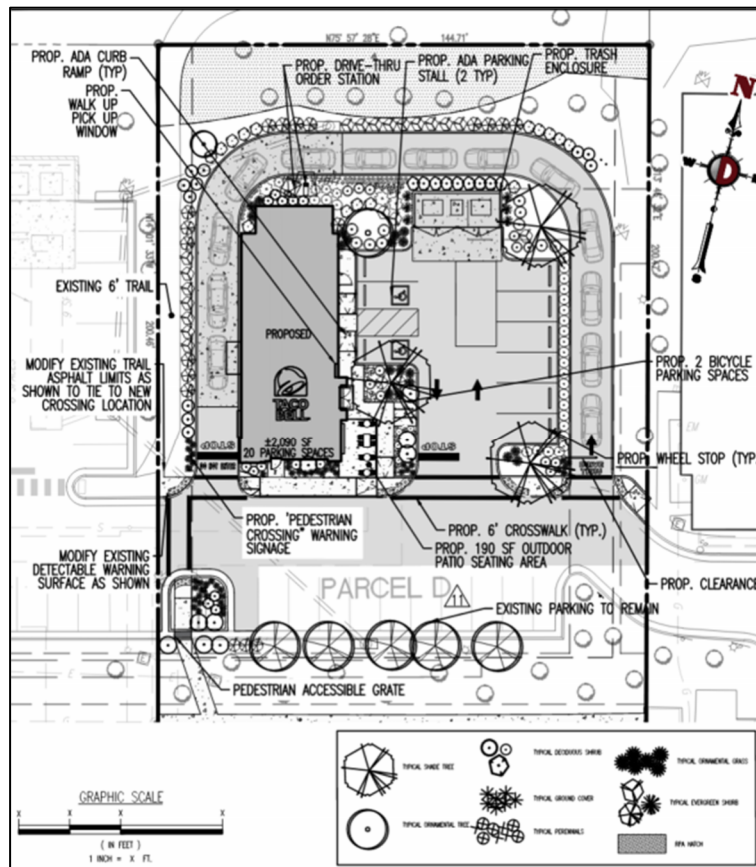 N75° 57' 28"E 144.71'
PROP. ADA CURB
RAMP (TYP)
PROP.
WALK UP
PICK UP
WINDOW
PROP. DRIVE-THRU
ORDER STATION
PROP. ADA PARKING
STALL (2 TYP)
PROP. TRASH
ENCLOSURE
N
W
D
EXISTING 6' TRAIL
MODIFY EXISTING TRAIL
ASPHALT LIMITS AS
SHOWN TO TIE TO NEW
CROSSING LOCATION
PROPOSED
TACO
BELL
±2,090 SF
20 PARKING SPACES
STOP
STOP
PROP. 2 BICYCLE
PARKING SPACES
PROP. WHEEL STOP (TYP
PROP. 'PEDESTRIAN
CROSSING" WARNING
SIGNAGE
PROP. 6' CROSSWALK (TYP.)
PROP. 190 SF OUTDOOR
PATIO SEATING AREA
MODIFY EXISTING
DETECTABLE WARNING
SURFACE AS SHOWN
PROP. CLEARANCE
PARCEL D
11
EXISTING PARKING TO REMAIN
PEDESTRIAN ACCESSIBLE GRATE
GRAPHIC SCALE
X X X X
( IN FEET )
1 INCH = X FT.
TYPICAL SHADE TREE
TYPICAL DECIDUOUS SHRUB
TYPICAL ORNAMENTAL GRASS
TYPICAL GROUND COVER
TYPICAL EVERGREEN SHURB
TYPICAL ORNAMENTAL TREE
TYPICAL PERENNIALS
RPA HATCH